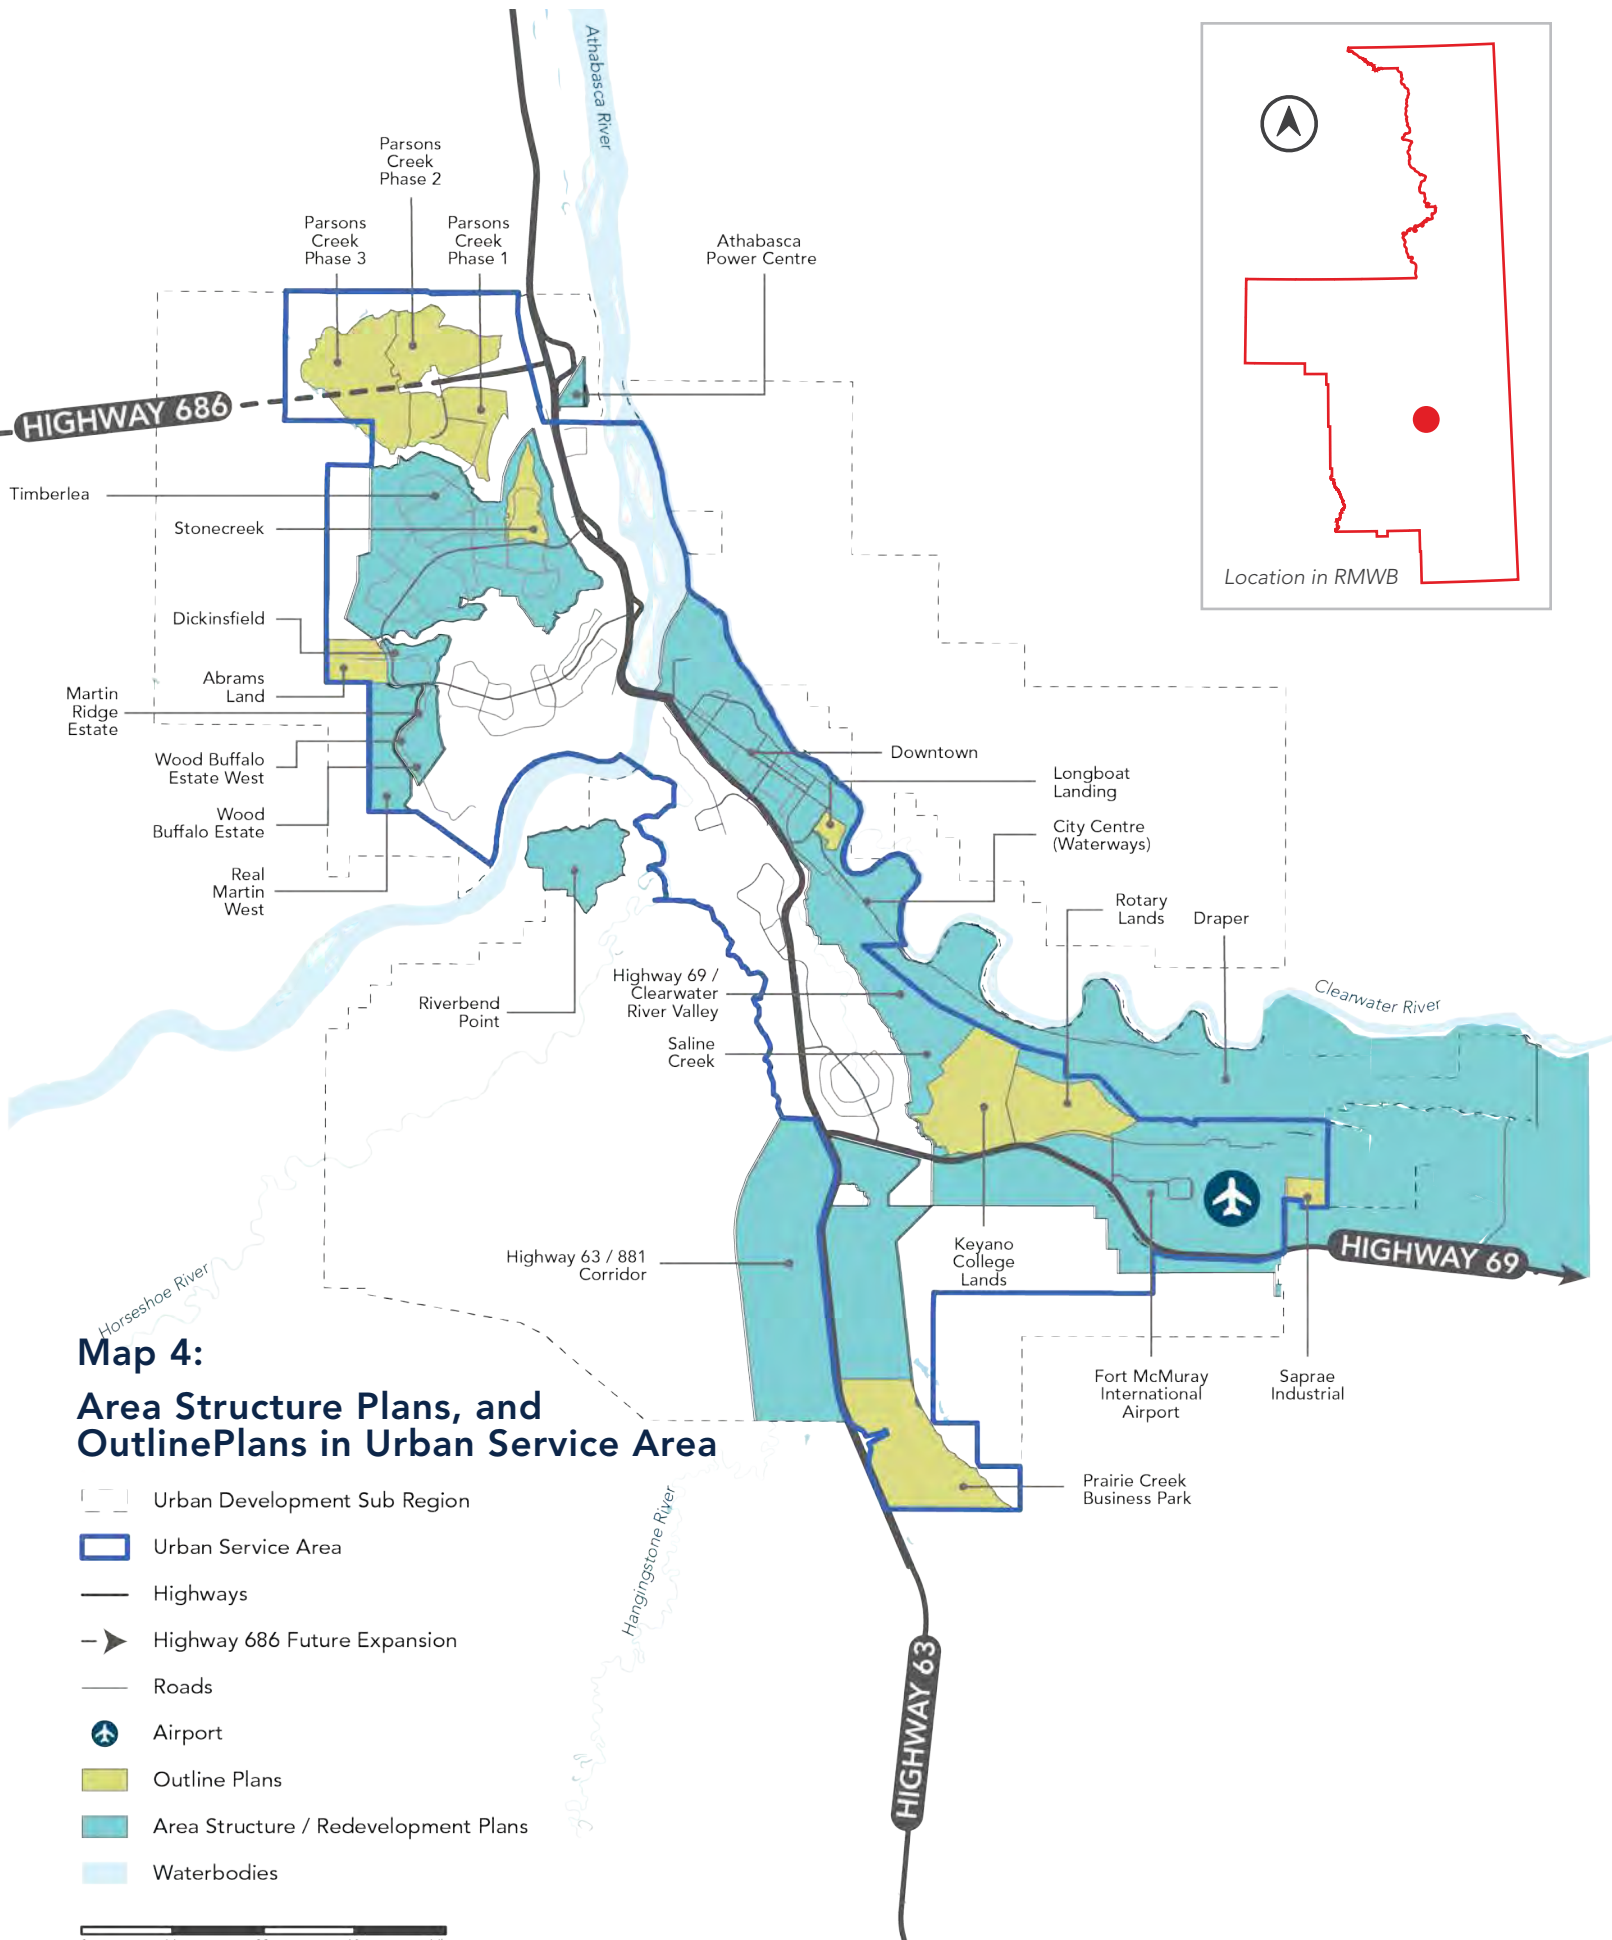 Athabasca River
Parsons
Creek
Phase 2
Parsons
Creek
Phase 3
Parsons
Creek
Phase 1
Athabasca
Power Centre
HIGHWAY 686
Timberlea
Stonecreek
Dickinsfield
Abrams
Land
Martin
Ridge
Estate
Wood Buffalo
Estate West
Wood
Buffalo Estate
Real
Martin
West
Riverbend
Point
Downtown
Longboat
Landing
City Centre
(Waterways)
Rotary
Lands
Draper
Highway 69 /
Clearwater
River Valley
Saline
Creek
Clearwater River
Highway 63 / 881
Corridor
Keyano
College
Lands
HIGHWAY 69
Fort McMuray
International
Airport
Saprae
Industrial
Prairie Creek
Business Park
Horseshoe River
Hangingstone River
HIGHWAY 63
Location in RMWB
Map 4:
Area Structure Plans, and
OutlinePlans in Urban Service Area
Urban Development Sub Region
Urban Service Area
Highways
Highway 686 Future Expansion
Roads
Airport
Outline Plans
Area Structure / Redevelopment Plans
Waterbodies